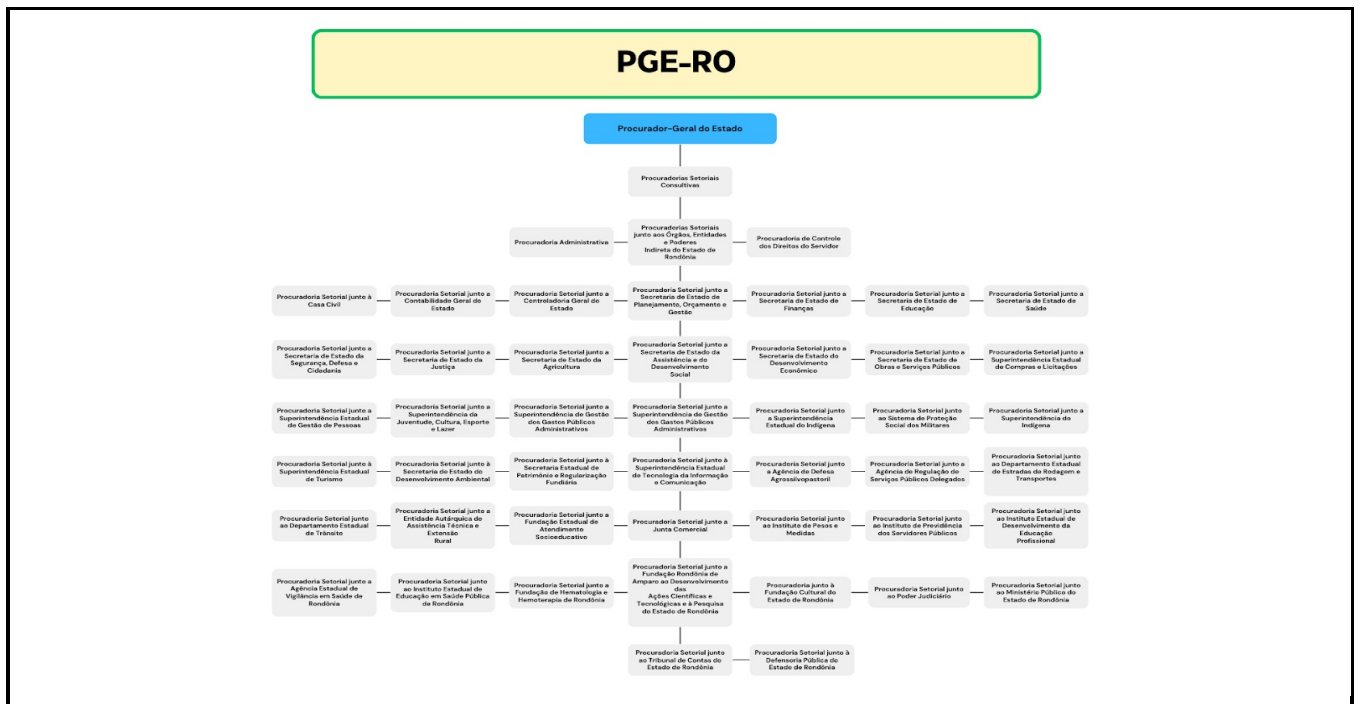 PGE-RO
Procurador-Geral do Estado
Procuradorias Setoriais
Consultivas
Procuradoria Administrativa
Procuradorias Setoriais
junto aos Órgãos, Entidades
e Poderes
Indireta do Estado de
Rondônia
Procuradoria de Controle
dos Direitos do Servidor
Procuradoria Setorial junto à
Casa Civil
Procuradoria Setorial junto a
Contabilidade Geral do
Estado
Procuradoria Setorial junto a
Controladoria Geral do
Estado
Procuradoria Setorial junto a
Secretaria de Estado de
Planejamento, Orçamento e
Gestão
Procuradoria Setorial junto a
Secretaria de Estado de
Finanças
Procuradoria Setorial junto a
Secretaria de Estado de
Educação
Procuradoria Setorial junto a
Secretaria de Estado de
Saúde
Procuradoria Setorial junto a
Secretaria de Estado da
Segurança, Defesa e
Cidadania
Procuradoria Setorial junto a
Secretaria de Estado da
Justiça
Procuradoria Setorial junto a
Secretaria de Estado da
Agricultura
Procuradoria Setorial junto a
Secretaria de Estado da
Assistência e do
Desenvolvimento
Social
Procuradoria Setorial junto a
Secretaria de Estado do
Desenvolvimento
Econômico
Procuradoria Setorial junto a
Secretaria de Estado de
Obras e Serviços Públicos
Procuradoria Setorial junto a
Superintendência Estadual
de Compras e Licitações
Procuradoria Setorial junto a
Superintendência Estadual
de Gestão de Pessoas
Procuradoria Setorial junto a
Superintendência da
Juventude, Cultura, Esporte
e Lazer
Procuradoria Setorial junto a
Superintendência de Gestão
dos Gastos Públicos
Administrativos
Procuradoria Setorial junto a
Superintendência de Gestão
dos Gastos Públicos
Administrativos
Procuradoria Setorial junto
a Superintendência
Estadual do Indígena
Procuradoria Setorial junto
ao Sistema de Proteção
Social dos Militares
Procuradoria Setorial junto
a Superintendência do
Indígena
Procuradoria Setorial junto à
Superintendência Estadual
de Turismo
Procuradoria Setorial junto à
Secretaria de Estado do
Desenvolvimento Ambiental
Procuradoria Setorial junto à
Secretaria Estadual de
Patrimônio e Regularização
Fundiária
Procuradoria Setorial junto à
Superintendência Estadual
de Tecnologia da Informação
e Comunicação
Procuradoria Setorial junto
a Agência de Defesa
Agrossilvopastoril
Procuradoria Setorial junto a
Agência de Regulação de
Serviços Públicos Delegados
Procuradoria Setorial junto
ao Departamento Estadual
de Estradas de Rodagem e
Transportes
Procuradoria Setorial junto
ao Departamento Estadual
de Trânsito
Procuradoria Setorial junto a
Entidade Autárquica de
Assistência Técnica e
Extensão
Rural
Procuradoria Setorial junto a
Fundação Estadual de
Atendimento
Socioeducativo
Procuradoria Setorial junto a
Junta Comercial
Procuradoria Setorial junto
ao Instituto de Pesos e
Medidas
Procuradoria Setorial junto
ao Instituto de Previdência
dos Servidores Públicos
Procuradoria Setorial junto
ao Instituto Estadual de
Desenvolvimento da
Educação
Profissional
Procuradoria Setorial junto a
Agência Estadual de
Vigilância em Saúde de
Rondônia
Procuradoria Setorial junto
ao Instituto Estadual de
Educação em Saúde Pública
de Rondônia
Procuradoria Setorial junto a
Fundação de Hematologia e
Hemoterapia de Rondônia
Procuradoria Setorial junto a
Fundação Rondônia de
Amparo ao Desenvolvimento
das
Ações Científicas e
Tecnológicas e à Pesquisa
do Estado de Rondônia
Procuradoria junto à
Fundação Cultural do
Estado de Rondônia
Procuradoria Setorial junto
ao Poder Judiciário
Procuradoria Setorial junto
ao Ministério Público do
Estado de Rondônia
Procuradoria Setorial junto
ao Tribunal de Contas do
Estado de Rondônia
Procuradoria Setorial junto à
Defensoria Pública do
Estado de Rondônia